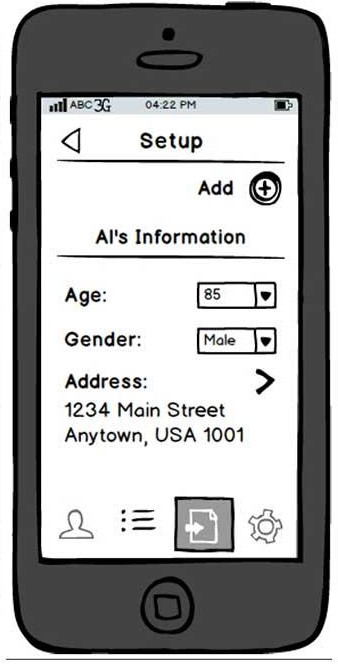 ABC 3G 04:22 PM
Setup
Add
Al's Information
Age: 85
Gender: Male
Address:
1234 Main Street
Anytown, USA 1001